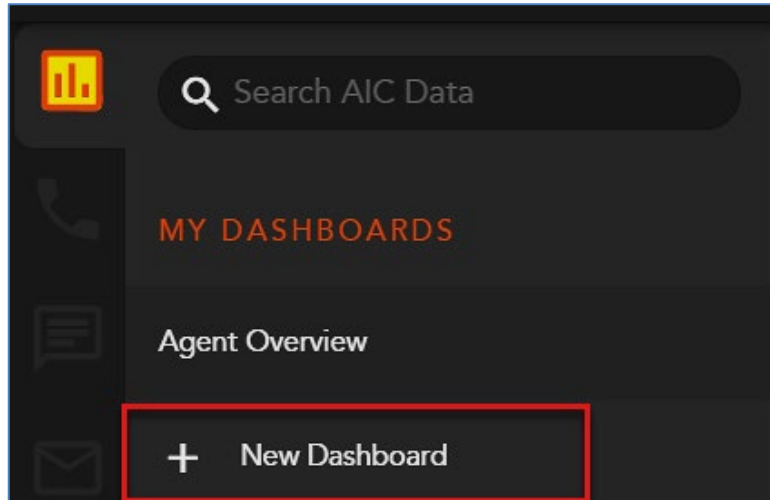 Search AIC Data
MY DASHBOARDS
Agent Overview
+ New Dashboard